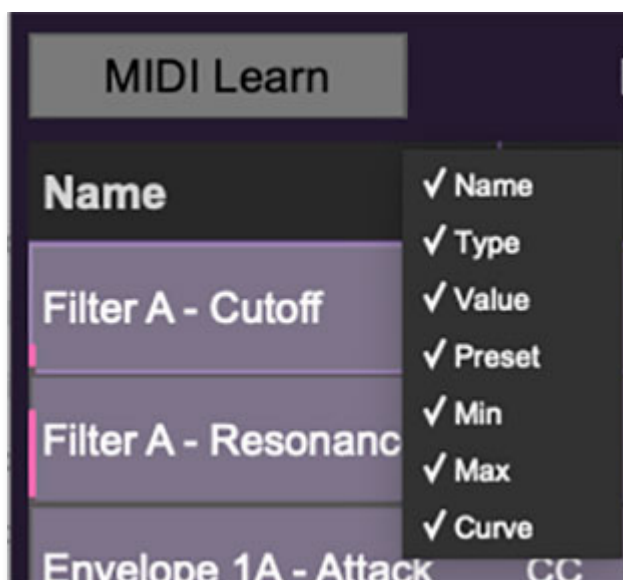 MIDI Learn
Name
✓ Name
✓ Type
✓ Value
✓ Preset
✓ Min
✓ Max
✓ Curve
Filter A - Cutoff
Filter A - Resonanc
Envelope 1A - Attack
CC